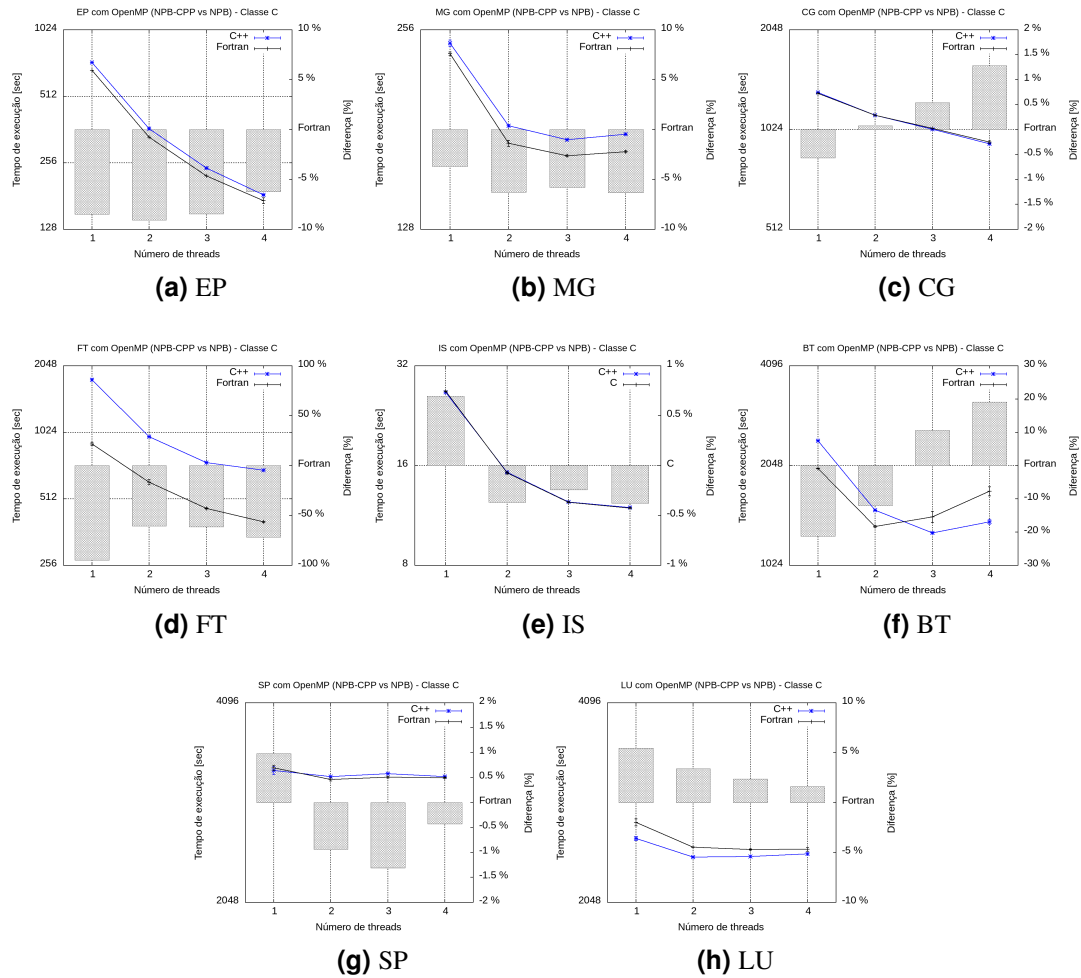 EP com OpenMP (NPB-CPP vs NPB) - Classe C
C++
Fortran
Tempo de execução [sec]
1024
512
256
128
10 %
5 %
Fortran
-5 %
-10 %
Diferença [%]
1 2 3 4
Número de threads
(a) EP
MG com OpenMP (NPB-CPP vs NPB) - Classe C
C++
Fortran
Tempo de execução [sec]
256
128
10 %
5 %
Fortran
-5 %
-10 %
Diferença [%]
1 2 3 4
Número de threads
(b) MG
CG com OpenMP (NPB-CPP vs NPB) - Classe C
C++
Fortran
Tempo de execução [sec]
2048
1024
512
2 %
1.5 %
1 %
0.5 %
Fortran
-0.5 %
-1 %
-1.5 %
-2 %
Diferença [%]
1 2 3 4
Número de threads
(c) CG
FT com OpenMP (NPB-CPP vs NPB) - Classe C
C++
Fortran
Tempo de execução [sec]
2048
1024
512
256
100 %
50 %
Fortran
-50 %
-100 %
Diferença [%]
1 2 3 4
Número de threads
(d) FT
IS com OpenMP (NPB-CPP vs NPB) - Classe C
C++
C
Tempo de execução [sec]
32
16
8
1 %
0.5 %
C
-0.5 %
-1 %
Diferença [%]
1 2 3 4
Número de threads
(e) IS
BT com OpenMP (NPB-CPP vs NPB) - Classe C
C++
Fortran
Tempo de execução [sec]
4096
2048
1024
30 %
20 %
10 %
Fortran
-10 %
-20 %
-30 %
Diferença [%]
1 2 3 4
Número de threads
(f) BT
SP com OpenMP (NPB-CPP vs NPB) - Classe C
C++
Fortran
Tempo de execução [sec]
4096
2048
2 %
1.5 %
1 %
0.5 %
Fortran
-0.5 %
-1 %
-1.5 %
-2 %
Diferença [%]
1 2 3 4
Número de threads
(g) SP
LU com OpenMP (NPB-CPP vs NPB) - Classe C
C++
Fortran
Tempo de execução [sec]
4096
2048
10 %
5 %
Fortran
-5 %
-10 %
Diferença [%]
1 2 3 4
Número de threads
(h) LU